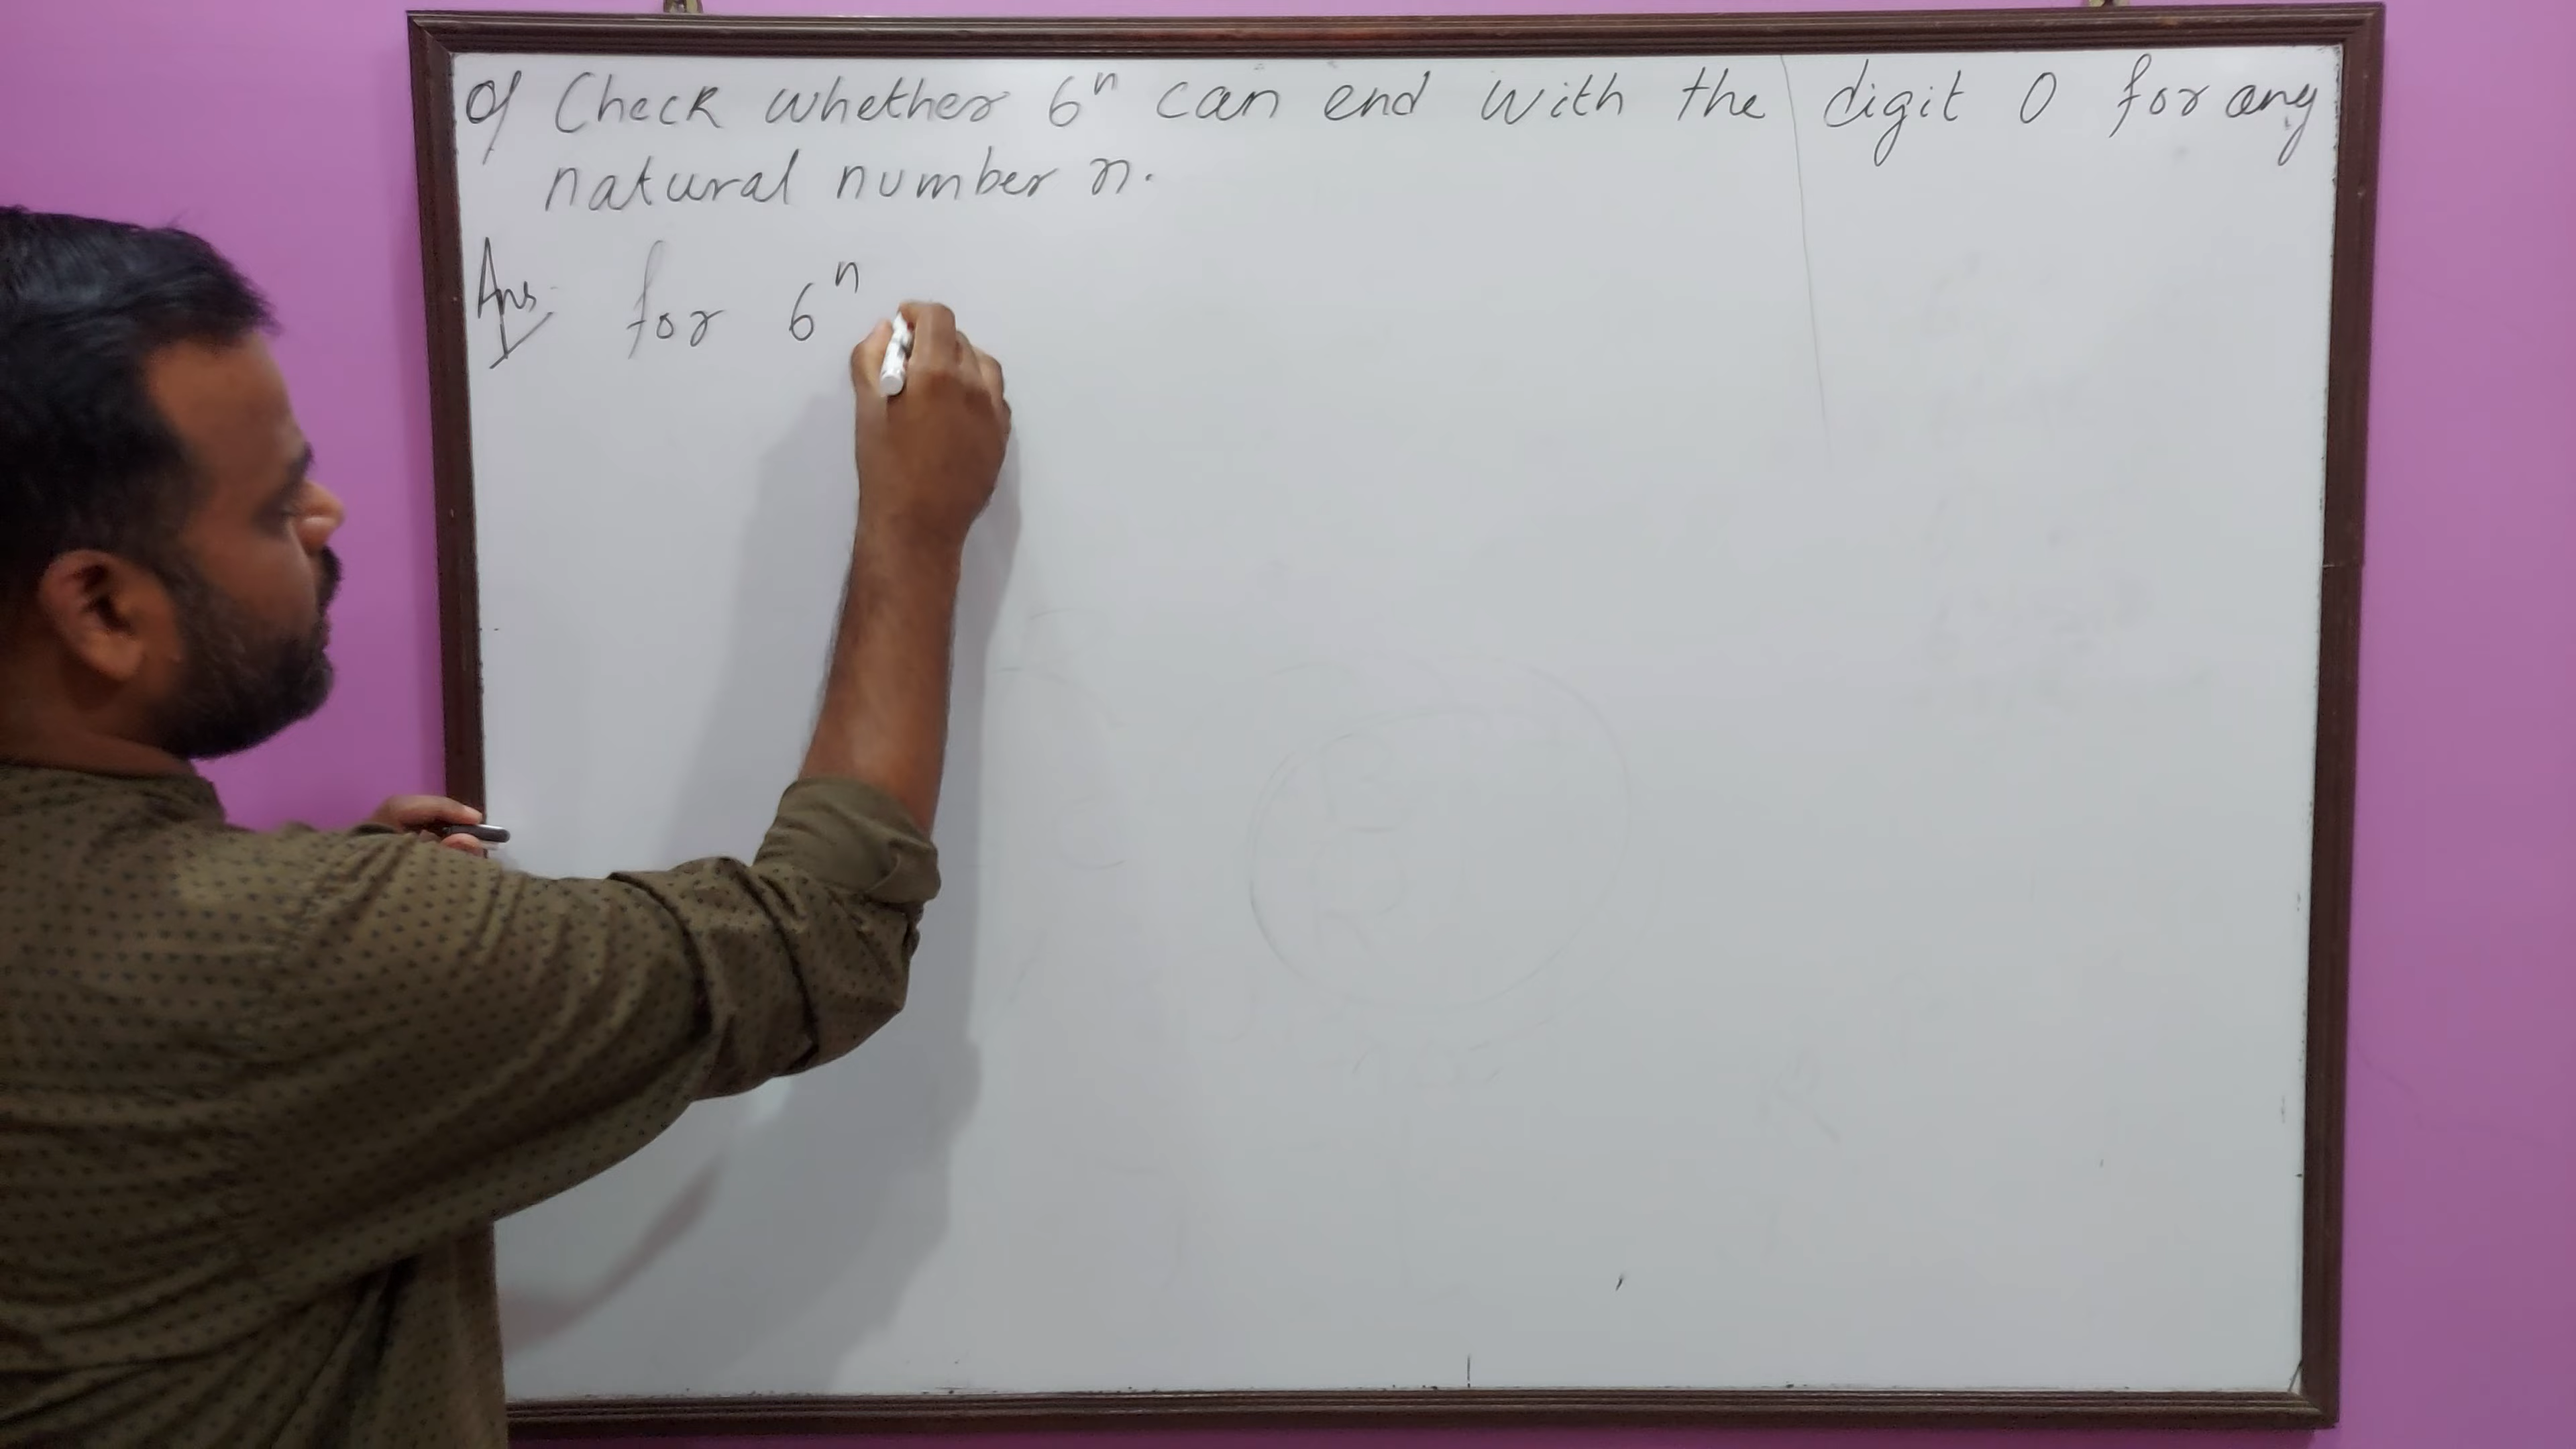 Q Check whether 6ⁿ can end with the digit 0 for any
natural number n.
Ans. for 6ⁿ